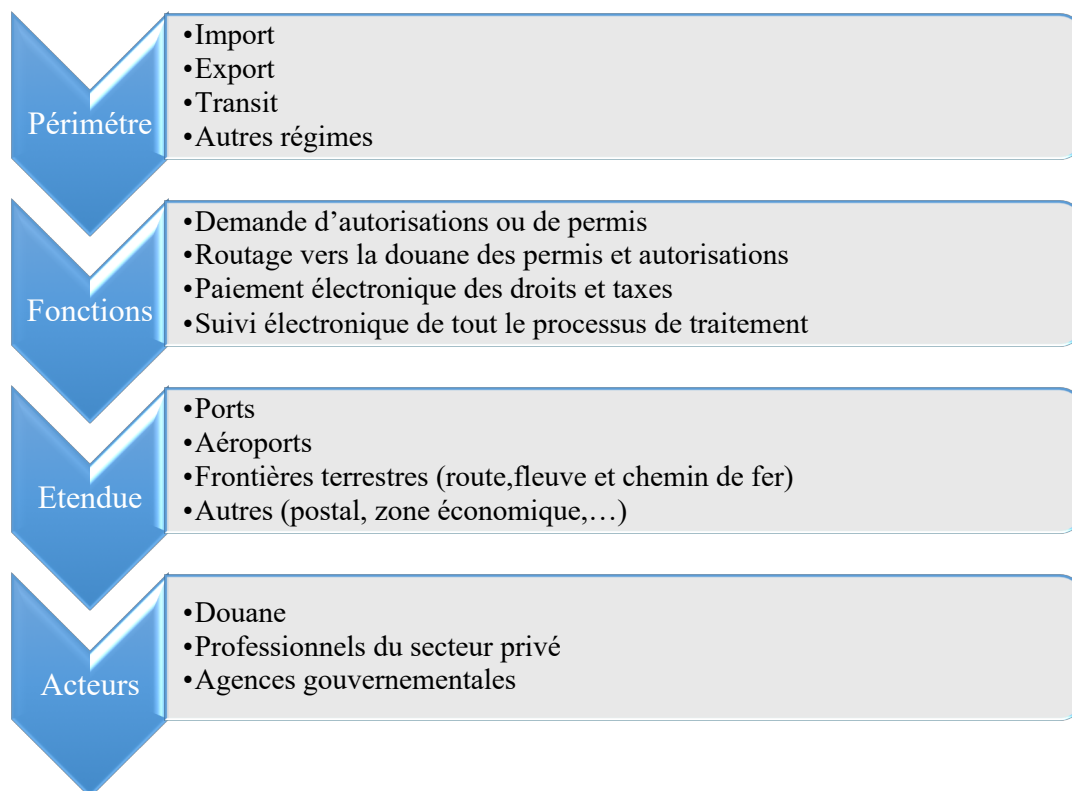 Périmétre
•Import
•Export
•Transit
•Autres régimes
Fonctions
•Demande d’autorisations ou de permis
•Routage vers la douane des permis et autorisations
•Paiement électronique des droits et taxes
•Suivi électronique de tout le processus de traitement
Etendue
•Ports
•Aéroports
•Frontières terrestres (route,fleuve et chemin de fer)
•Autres (postal, zone économique,…)
Acteurs
•Douane
•Professionnels du secteur privé
•Agences gouvernementales